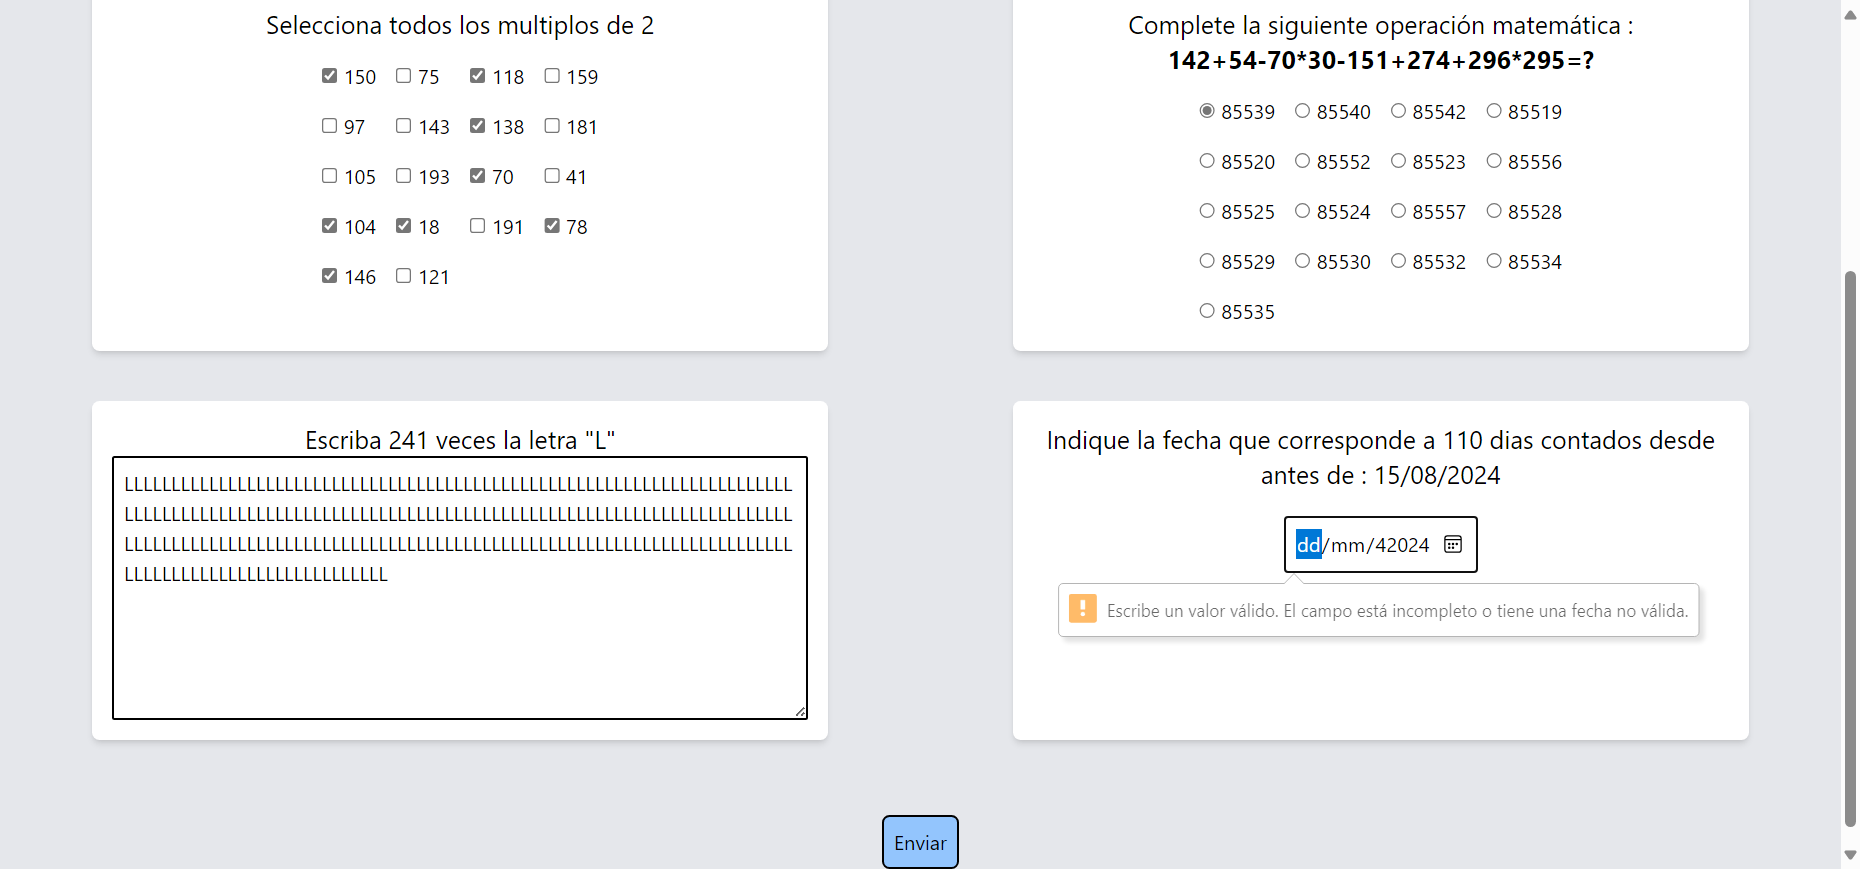 Selecciona todos los multiplos de 2
150 75 118 159
97 143 138 181
105 193 70 41
104 18 191 78
146 121
Complete la siguiente operación matemática :
142+54-70*30-151+274+296*295=?
85539 85540 85542 85519
85520 85552 85523 85556
85525 85524 85557 85528
85529 85530 85532 85534
85535
Escriba 241 veces la letra "L"
LLLLLLLLLLLLLLLLLLLLLLLLLLLLLLLLLLLLLLLLLLLLLLLLLLLLLLLLLLLLLLLLLLLLLLL
LLLLLLLLLLLLLLLLLLLLLLLLLLLLLLLLLLLLLLLLLLLLLLLLLLLLLLLLLLLLLLLLLLLLLLL
LLLLLLLLLLLLLLLLLLLLLLLLLLLLLLLLLLLLLLLLLLLLLLLLLLLLLLLLLLLLLLLLLLLLLLL
LLLLLLLLLLLLLLLLLLLLLLLLLLLL
Indique la fecha que corresponde a 110 dias contados desde
antes de : 15/08/2024
dd/mm/42024
Escribe un valor válido. El campo está incompleto o tiene una fecha no válida.
Enviar